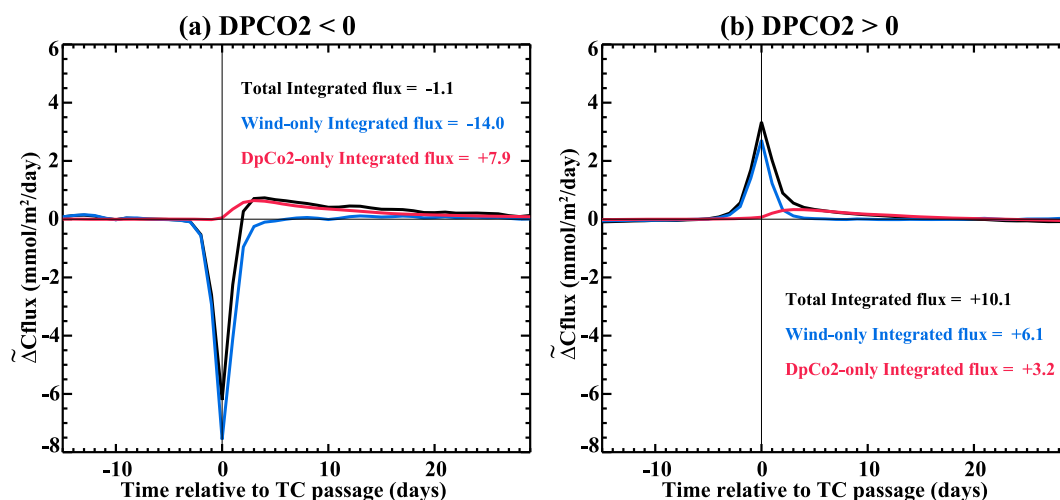 (a) DPCO2 < 0
6
4
2
0
-2
-4
-6
-8
Total Integrated flux = -1.1
Wind-only Integrated flux = -14.0
DpCo2-only Integrated flux = +7.9
-10 0 10 20
Time relative to TC passage (days)
Δ̃Cflux (mmol/m²/day)
(b) DPCO2 > 0
6
4
2
0
-2
-4
-6
-8
Total Integrated flux = +10.1
Wind-only Integrated flux = +6.1
DpCo2-only Integrated flux = +3.2
-10 0 10 20
Time relative to TC passage (days)
Δ̃Cflux (mmol/m²/day)